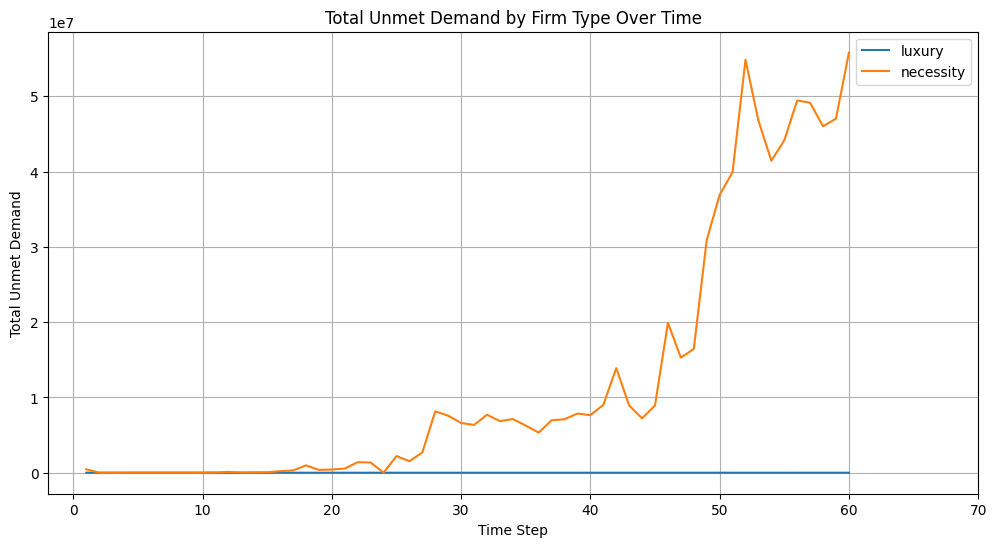 Total Unmet Demand by Firm Type Over Time
1e7
luxury
necessity
5
4
3
2
1
0
Total Unmet Demand
0 10 20 30 40 50 60 70
Time Step